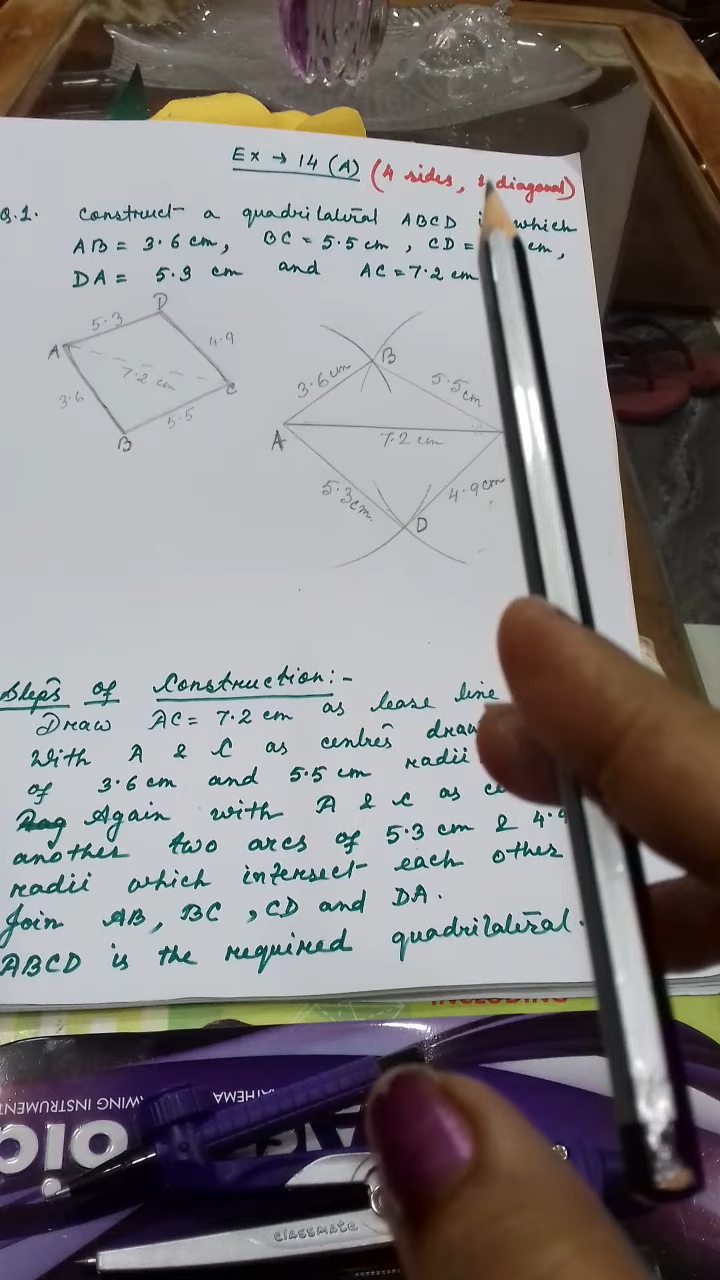 Ex → 14 (A) (4 sides, 1 diagonal)
Q.1. Construct a quadrilateral ABCD which
AB = 3.6 cm, BC = 5.5 cm, CD = cm,
DA = 5.3 cm and AC = 7.2 cm
D
5.3
A
4.9
7.2 cm
C
3.6
5.5
B
B
3.6 cm
5.5 cm
A
7.2 cm
5.3 cm.
4.9 cm
D
Steps of Construction:-
Draw AC = 7.2 cm as base line
With A & C as centres draw
of 3.6 cm and 5.5 cm radii
Again with A & C as
another two arcs of 5.3 cm & 4.9
radii which intersect each other
Join AB, BC, CD and DA.
ABCD is the required quadrilateral.
INCLUDING
CLASSMATE